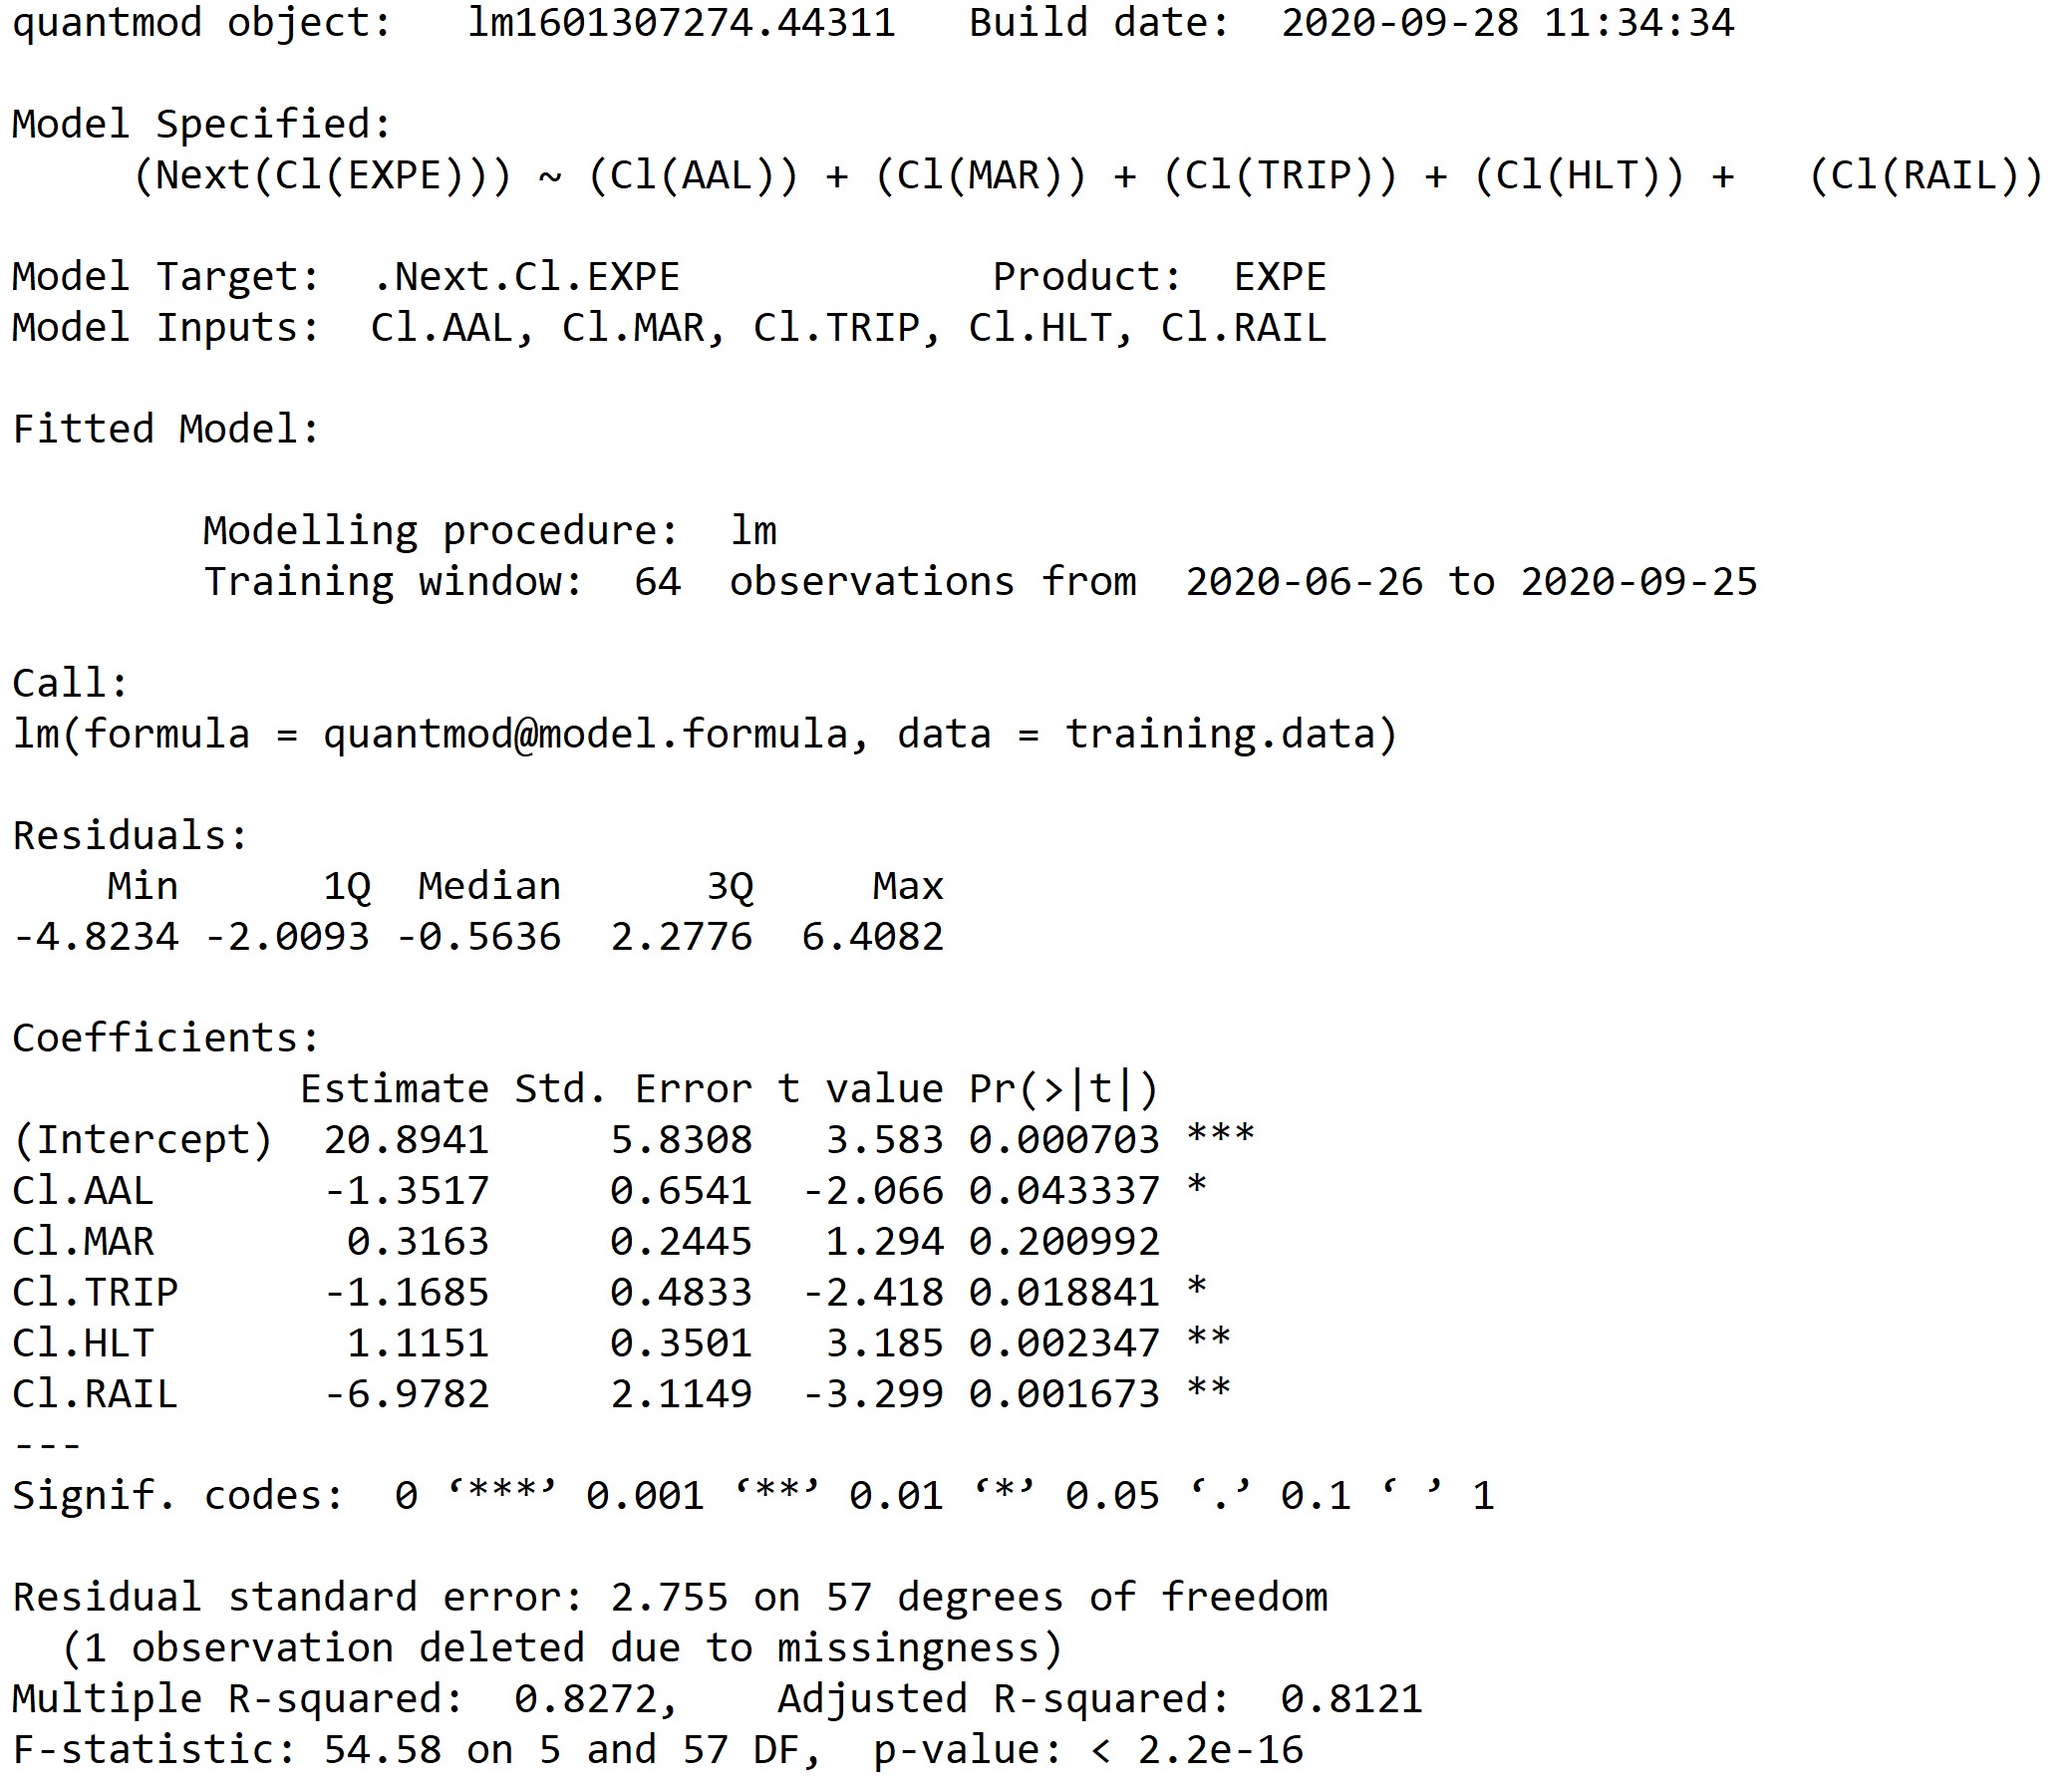 quantmod object:   lm1601307274.44311   Build date:  2020-09-28 11:34:34
Model Specified:
     (Next(Cl(EXPE))) ~ (Cl(AAL)) + (Cl(MAR)) + (Cl(TRIP)) + (Cl(HLT)) +   (Cl(RAIL))
Model Target:  .Next.Cl.EXPE             Product:  EXPE
Model Inputs:  Cl.AAL, Cl.MAR, Cl.TRIP, Cl.HLT, Cl.RAIL
Fitted Model:
        Modelling procedure:  lm
        Training window:  64  observations from  2020-06-26 to 2020-09-25
Call:
lm(formula = quantmod@model.formula, data = training.data)
Residuals:
    Min      1Q  Median      3Q     Max
-4.8234 -2.0093 -0.5636  2.2776  6.4082
Coefficients:
            Estimate Std. Error t value Pr(>|t|)
(Intercept)  20.8941     5.8308   3.583 0.000703 ***
Cl.AAL       -1.3517     0.6541  -2.066 0.043337 *
Cl.MAR        0.3163     0.2445   1.294 0.200992
Cl.TRIP      -1.1685     0.4833  -2.418 0.018841 *
Cl.HLT        1.1151     0.3501   3.185 0.002347 **
Cl.RAIL      -6.9782     2.1149  -3.299 0.001673 **
---
Signif. codes:  0 ‘***’ 0.001 ‘**’ 0.01 ‘*’ 0.05 ‘.’ 0.1 ‘ ’ 1
Residual standard error: 2.755 on 57 degrees of freedom
  (1 observation deleted due to missingness)
Multiple R-squared:  0.8272,    Adjusted R-squared:  0.8121
F-statistic: 54.58 on 5 and 57 DF,  p-value: < 2.2e-16